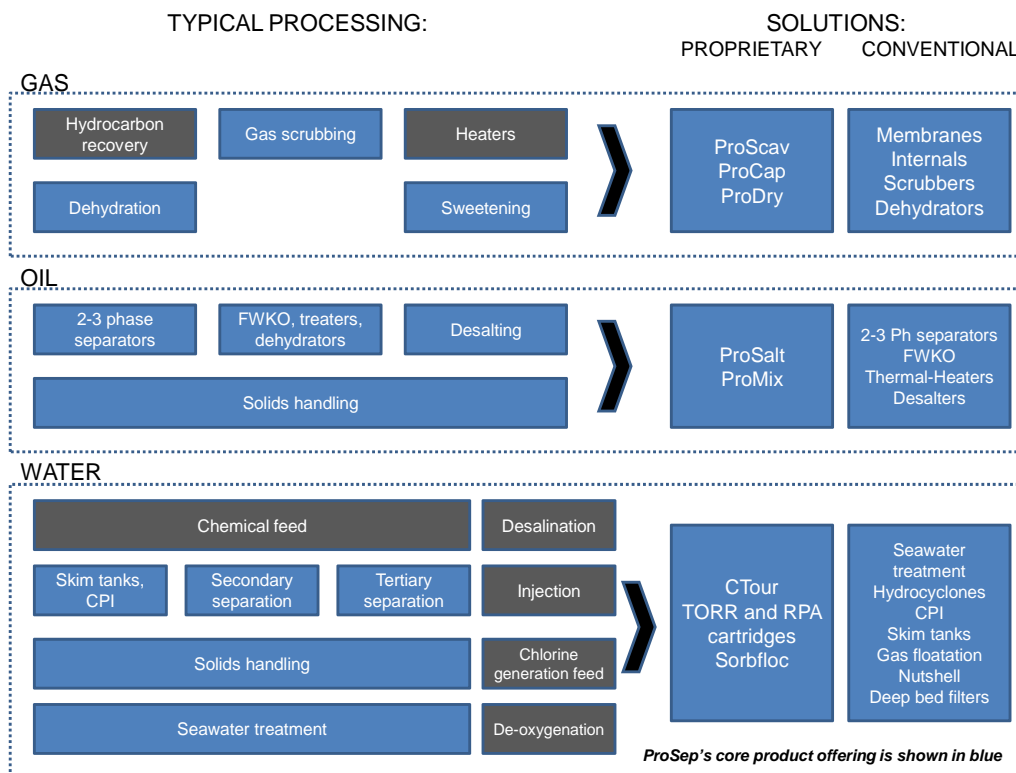 TYPICAL PROCESSING:
SOLUTIONS:
PROPRIETARY
CONVENTIONAL
GAS
Hydrocarbon
recovery
Gas scrubbing
Heaters
Dehydration
Sweetening
ProScav
ProCap
ProDry
Membranes
Internals
Scrubbers
Dehydrators
OIL
2-3 phase
separators
FWKO, treaters,
dehydrators
Desalting
Solids handling
ProSalt
ProMix
2-3 Ph separators
FWKO
Thermal-Heaters
Desalters
WATER
Chemical feed
Desalination
Skim tanks,
CPI
Secondary
separation
Tertiary
separation
Injection
Solids handling
Chlorine
generation feed
Seawater treatment
De-oxygenation
CTour
TORR and RPA
cartridges
Sorbfloc
Seawater
treatment
Hydrocyclones
CPI
Skim tanks
Gas floatation
Nutshell
Deep bed filters
ProSep's core product offering is shown in blue